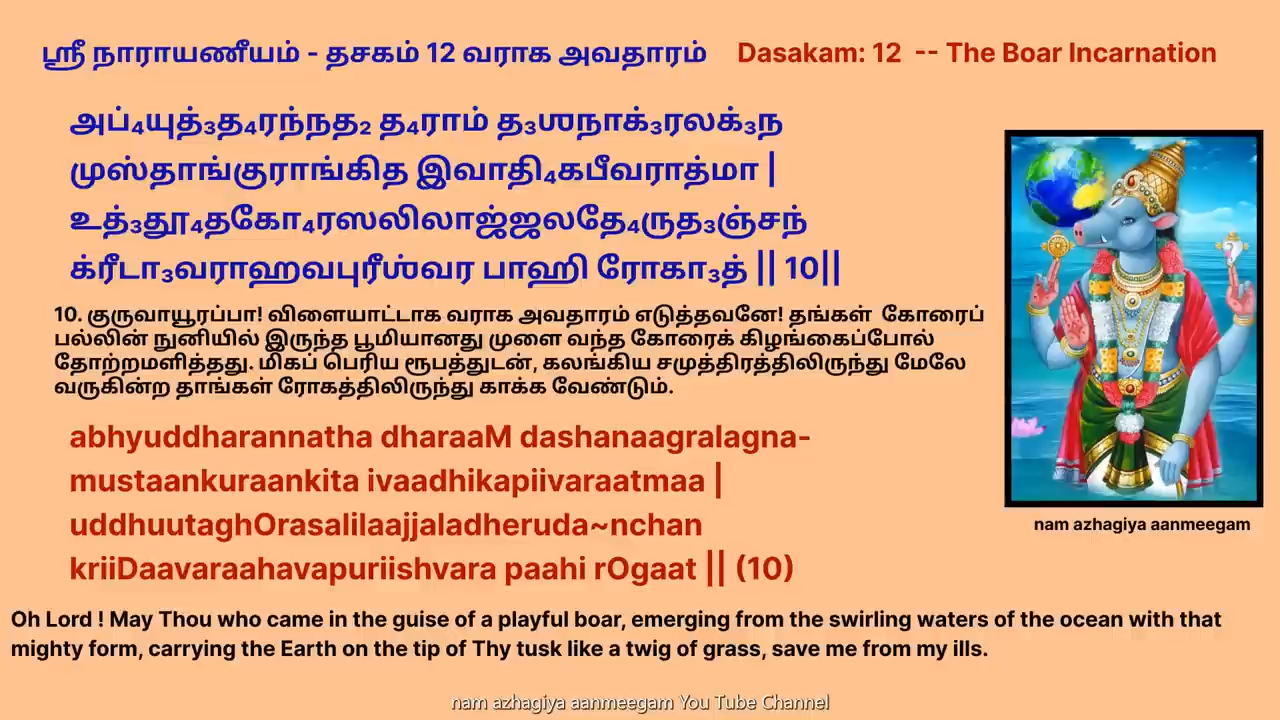 ஸ்ரீ நாராயணீயம் - தசகம் 12 வராக அவதாரம் Dasakam: 12 -- The Boar Incarnation
அப்₄யுத்₃த₄ரந்நத₂ த₄ராம் த₃ஶநாக்₃ரலக்₃ந
முஸ்தாங்குராங்கித இவாதி₄கபீவராத்மா |
உத்₃தூ₄தகோ₄ரஸலிலாஜ்ஜலதே₄ருத₃ஞ்சந்
க்ரீடா₃வராஹவபுரீஶ்வர பாஹி ரோகா₃த் || 10||
10. குருவாயூரப்பா! விளையாட்டாக வராக அவதாரம் எடுத்தவனே! தங்கள் கோரைப்
பல்லின் நுனியில் இருந்த பூமியானது முளை வந்த கோரைக் கிழங்கைப்போல்
தோற்றமளித்தது. மிகப் பெரிய ரூபத்துடன், கலங்கிய சமுத்திரத்திலிருந்து மேலே
வருகின்ற தாங்கள் ரோகத்திலிருந்து காக்க வேண்டும்.
abhyuddharannatha dharaaM dashanaagralagna-
mustaankuraankita ivaadhikapiivaraatmaa |
uddhuutaghOrasalilaajjaladheruda~nchan
kriiDaavaraahavapuriishvara paahi rOgaat || (10)
nam azhagiya aanmeegam
Oh Lord ! May Thou who came in the guise of a playful boar, emerging from the swirling waters of the ocean with that
mighty form, carrying the Earth on the tip of Thy tusk like a twig of grass, save me from my ills.
nam azhagiya aanmeegam You Tube Channel